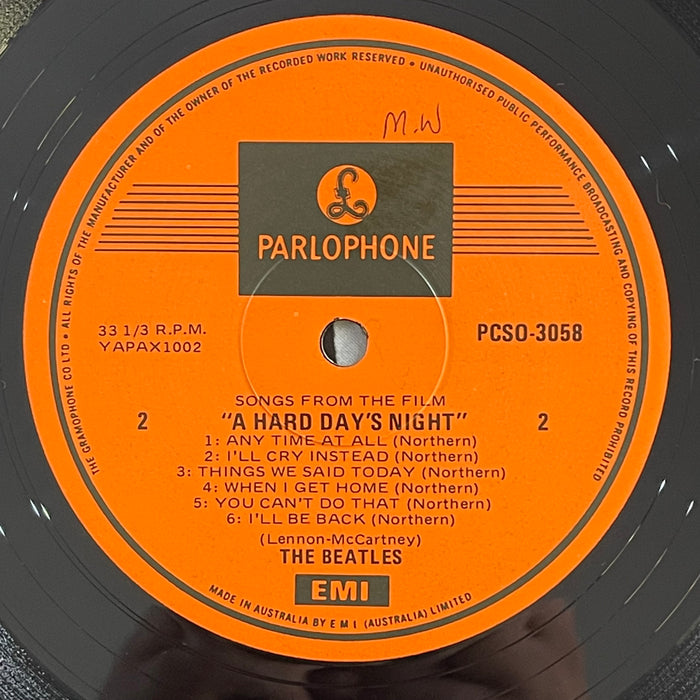 THE GRAMOPHONE CO LTD • ALL RIGHTS OF THE MANUFACTURER AND OF THE OWNER OF THE RECORDED WORK RESERVED • UNAUTHORISED PUBLIC PERFORMANCE BROADCASTING AND COPYING OF THIS RECORD PROHIBITED
M.W
£
PARLOPHONE
33 1/3 R.P.M.
YAPAX1002
PCSO-3058
SONGS FROM THE FILM
2 "A HARD DAY'S NIGHT" 2
1: ANY TIME AT ALL (Northern)
2: I'LL CRY INSTEAD (Northern)
3: THINGS WE SAID TODAY (Northern)
4: WHEN I GET HOME (Northern)
5: YOU CAN'T DO THAT (Northern)
6: I'LL BE BACK (Northern)
(Lennon-McCartney)
THE BEATLES
EMI
MADE IN AUSTRALIA BY E M I (AUSTRALIA) LIMITED